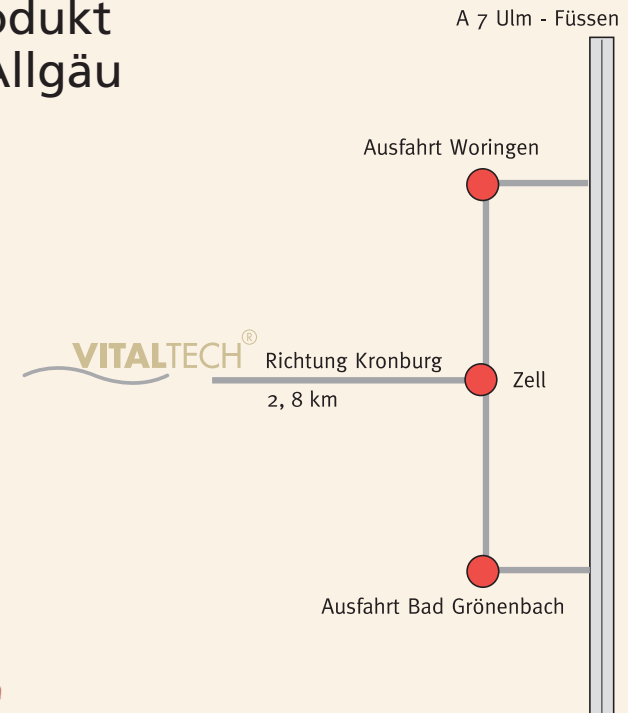 odukt
Allgäu
A 7 Ulm - Füssen
Ausfahrt Woringen
VITALTECH®
Richtung Kronburg
2, 8 km
Zell
Ausfahrt Bad Grönenbach